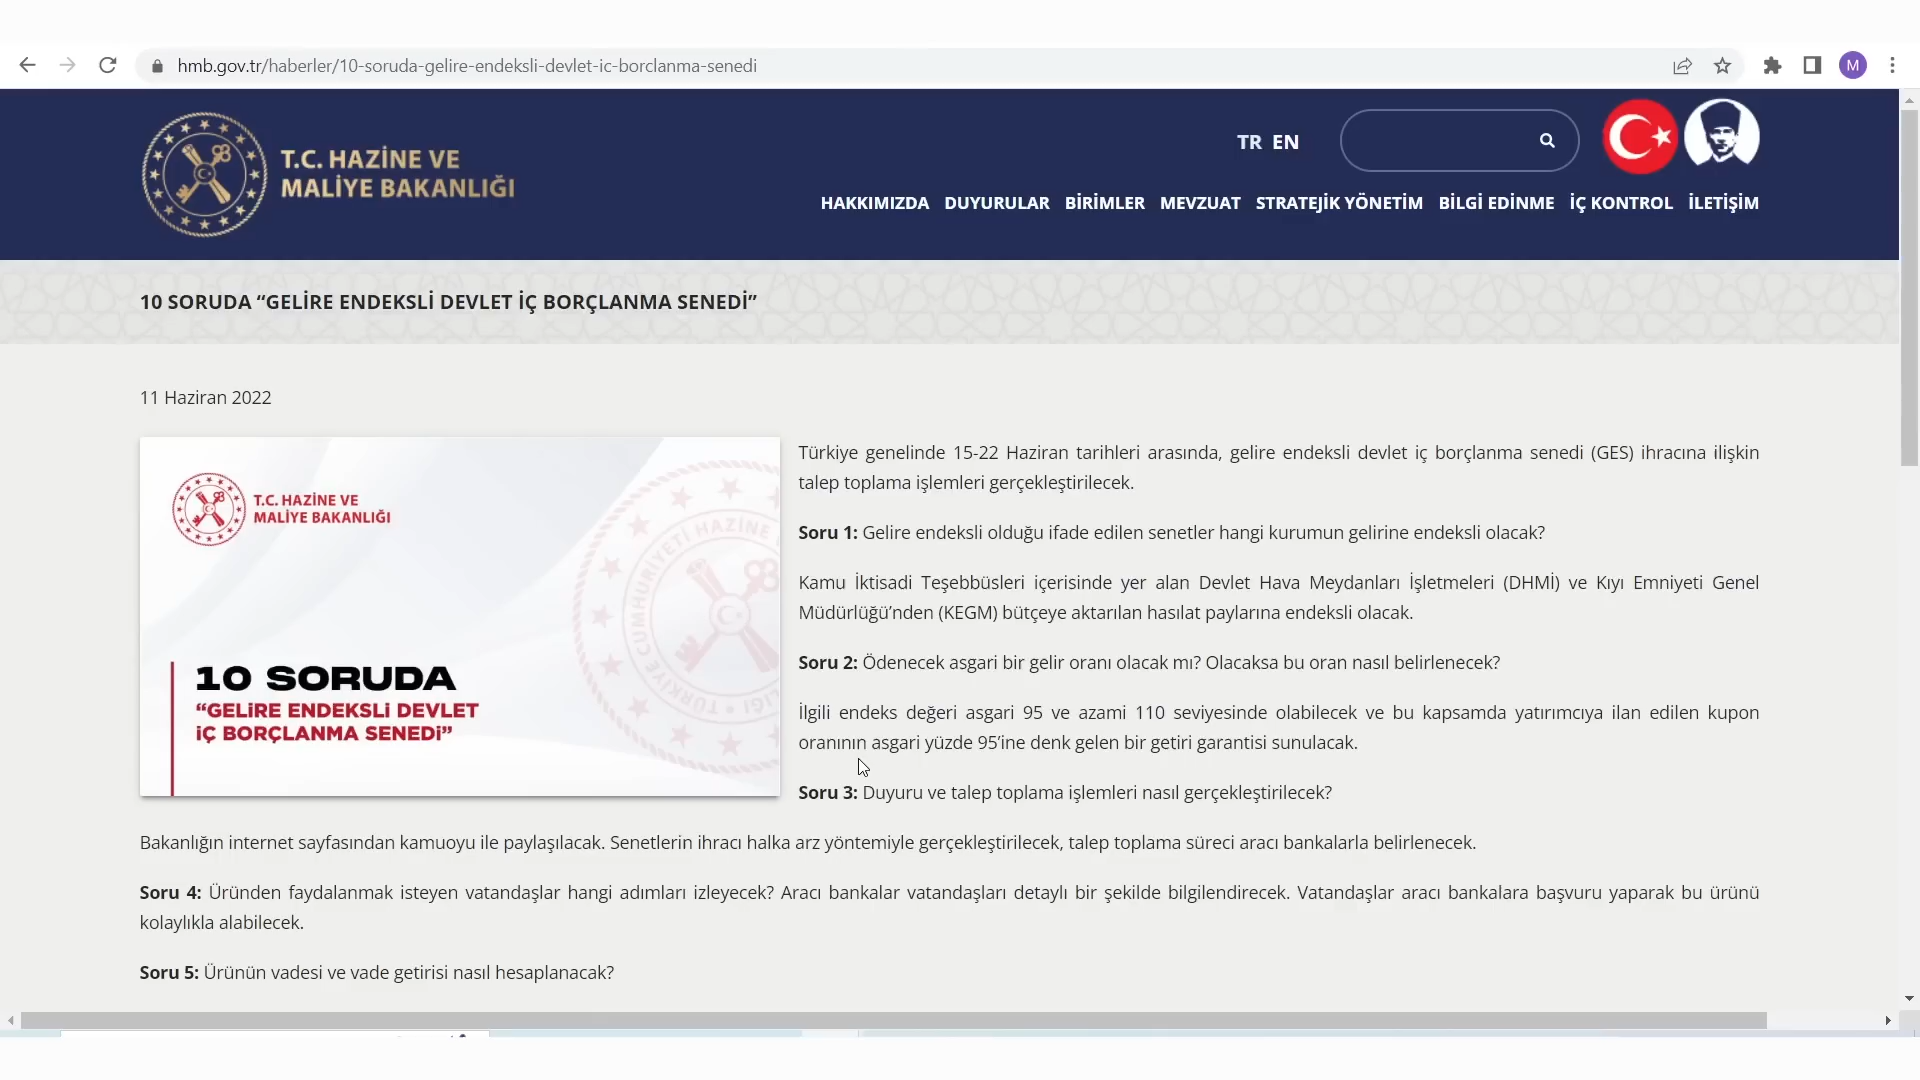 hmb.gov.tr/haberler/10-soruda-gelire-endeksli-devlet-ic-borclanma-senedi
M
T.C. HAZİNE VE
MALİYE BAKANLIĞI
TR EN
HAKKIMIZDA DUYURULAR BİRİMLER MEVZUAT STRATEJİK YÖNETİM BİLGİ EDİNME İÇ KONTROL İLETİŞİM
10 SORUDA “GELİRE ENDEKSLİ DEVLET İÇ BORÇLANMA SENEDİ”
11 Haziran 2022
T.C. HAZİNE VE
MALİYE BAKANLIĞI
10 SORUDA
“GELİRE ENDEKSLİ DEVLET
İÇ BORÇLANMA SENEDİ”
Türkiye genelinde 15-22 Haziran tarihleri arasında, gelire endeksli devlet iç borçlanma senedi (GES) ihracına ilişkin
talep toplama işlemleri gerçekleştirilecek.
Soru 1: Gelire endeksli olduğu ifade edilen senetler hangi kurumun gelirine endeksli olacak?
Kamu İktisadi Teşebbüsleri içerisinde yer alan Devlet Hava Meydanları İşletmeleri (DHMİ) ve Kıyı Emniyeti Genel
Müdürlüğü’nden (KEGM) bütçeye aktarılan hasılat paylarına endeksli olacak.
Soru 2: Ödenecek asgari bir gelir oranı olacak mı? Olacaksa bu oran nasıl belirlenecek?
İlgili endeks değeri asgari 95 ve azami 110 seviyesinde olabilecek ve bu kapsamda yatırımcıya ilan edilen kupon
oranının asgari yüzde 95’ine denk gelen bir getiri garantisi sunulacak.
Soru 3: Duyuru ve talep toplama işlemleri nasıl gerçekleştirilecek?
Bakanlığın internet sayfasından kamuoyu ile paylaşılacak. Senetlerin ihracı halka arz yöntemiyle gerçekleştirilecek, talep toplama süreci aracı bankalarla belirlenecek.
Soru 4: Üründen faydalanmak isteyen vatandaşlar hangi adımları izleyecek? Aracı bankalar vatandaşları detaylı bir şekilde bilgilendirecek. Vatandaşlar aracı bankalara başvuru yaparak bu ürünü
kolaylıkla alabilecek.
Soru 5: Ürünün vadesi ve vade getirisi nasıl hesaplanacak?